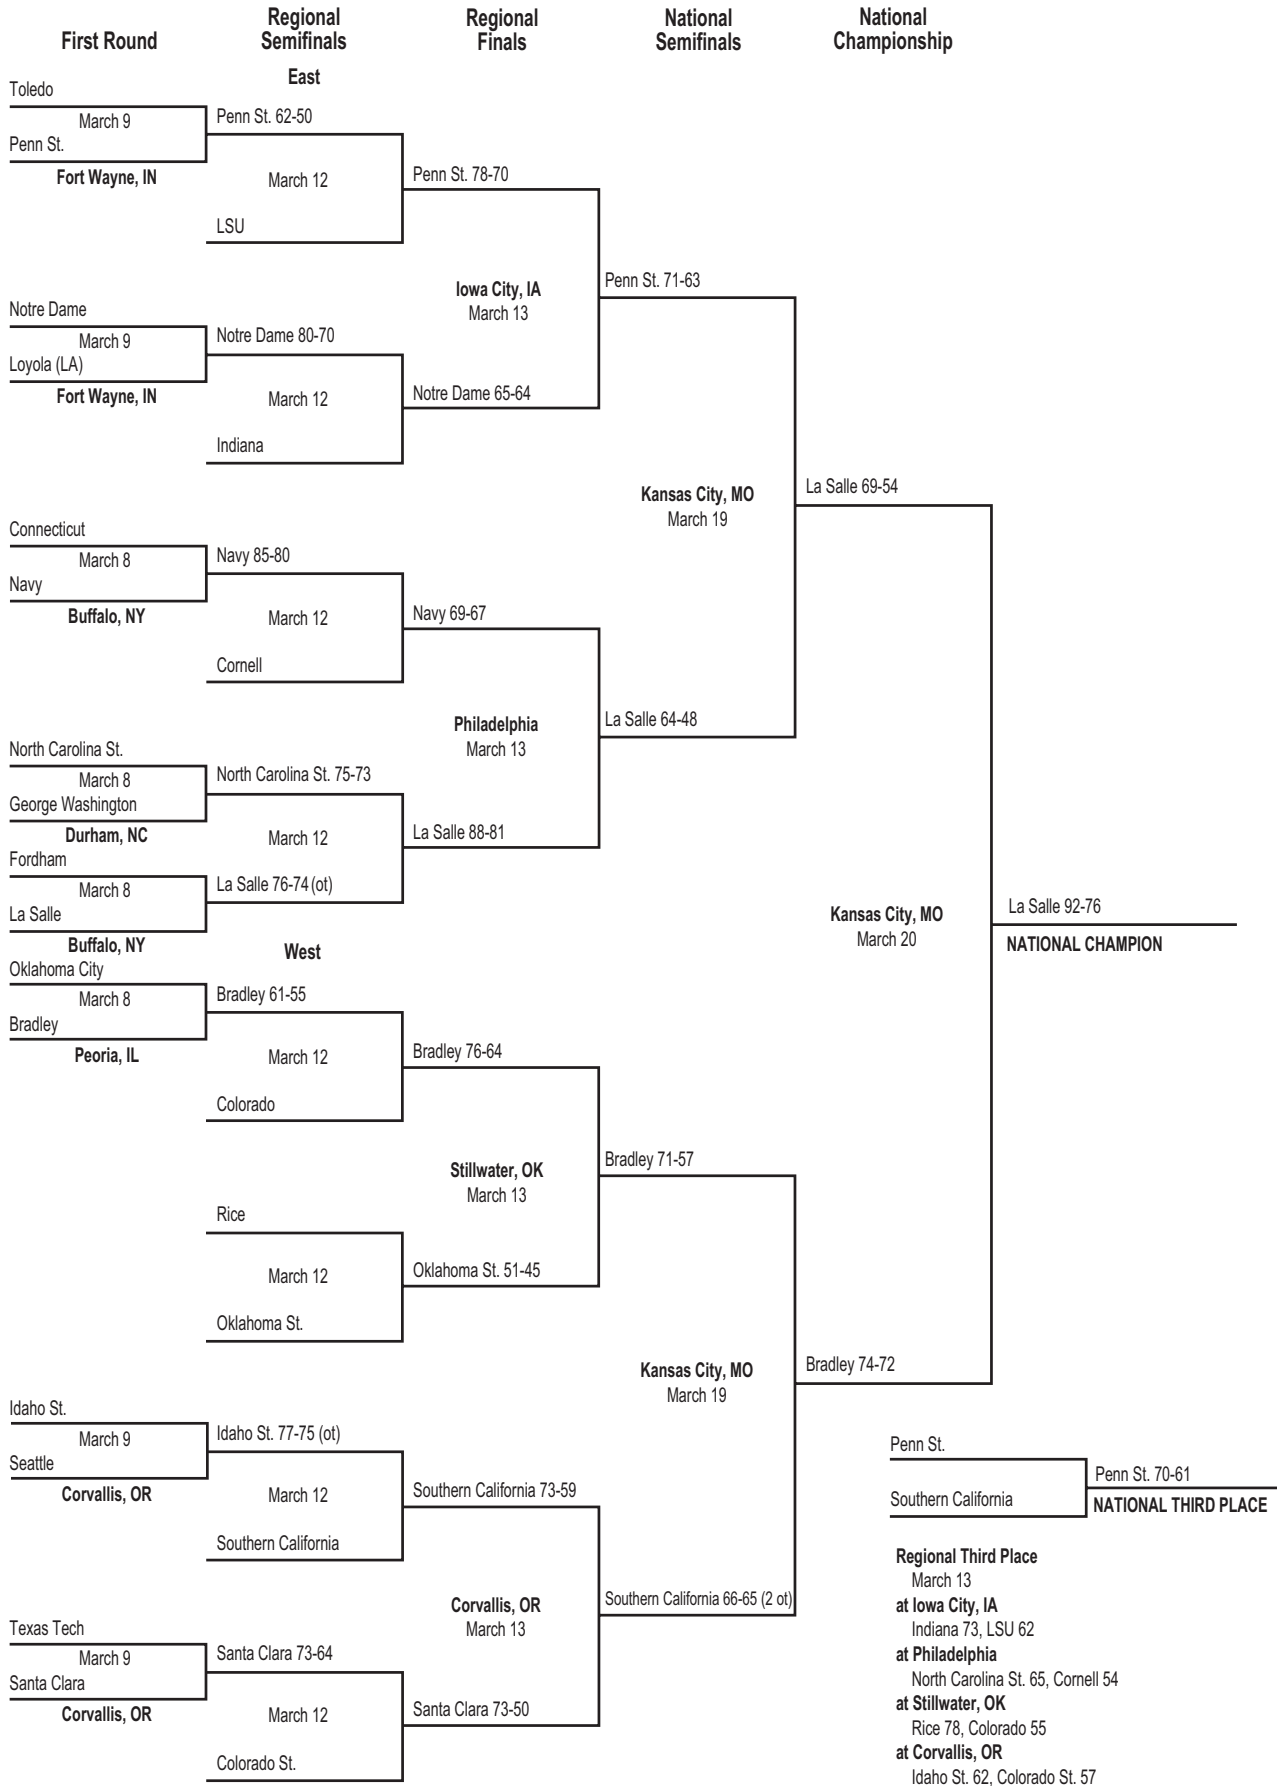 First Round
Regional
Semifinals
Regional
Finals
National
Semifinals
National
Championship
East
Toledo
March 9
Penn St.
Fort Wayne, IN
Penn St. 62-50
March 12
LSU
Penn St. 78-70
Iowa City, IA
March 13
Penn St. 71-63
Notre Dame
March 9
Loyola (LA)
Fort Wayne, IN
Notre Dame 80-70
March 12
Indiana
Notre Dame 65-64
Kansas City, MO
March 19
La Salle 69-54
Connecticut
March 8
Navy
Buffalo, NY
Navy 85-80
March 12
Cornell
Navy 69-67
Philadelphia
March 13
La Salle 64-48
North Carolina St.
March 8
George Washington
Durham, NC
North Carolina St. 75-73
March 12
La Salle 88-81
Fordham
March 8
La Salle
Buffalo, NY
La Salle 76-74 (ot)
Kansas City, MO
March 20
La Salle 92-76
NATIONAL CHAMPION
West
Oklahoma City
March 8
Bradley
Peoria, IL
Bradley 61-55
March 12
Colorado
Bradley 76-64
Stillwater, OK
March 13
Bradley 71-57
Rice
March 12
Oklahoma St.
Oklahoma St. 51-45
Kansas City, MO
March 19
Bradley 74-72
Idaho St.
March 9
Seattle
Corvallis, OR
Idaho St. 77-75 (ot)
March 12
Southern California
Southern California 73-59
Corvallis, OR
March 13
Southern California 66-65 (2 ot)
Texas Tech
March 9
Santa Clara
Corvallis, OR
Santa Clara 73-64
March 12
Colorado St.
Santa Clara 73-50
Penn St.
Southern California
Penn St. 70-61
NATIONAL THIRD PLACE
Regional Third Place
March 13
at Iowa City, IA
Indiana 73, LSU 62
at Philadelphia
North Carolina St. 65, Cornell 54
at Stillwater, OK
Rice 78, Colorado 55
at Corvallis, OR
Idaho St. 62, Colorado St. 57